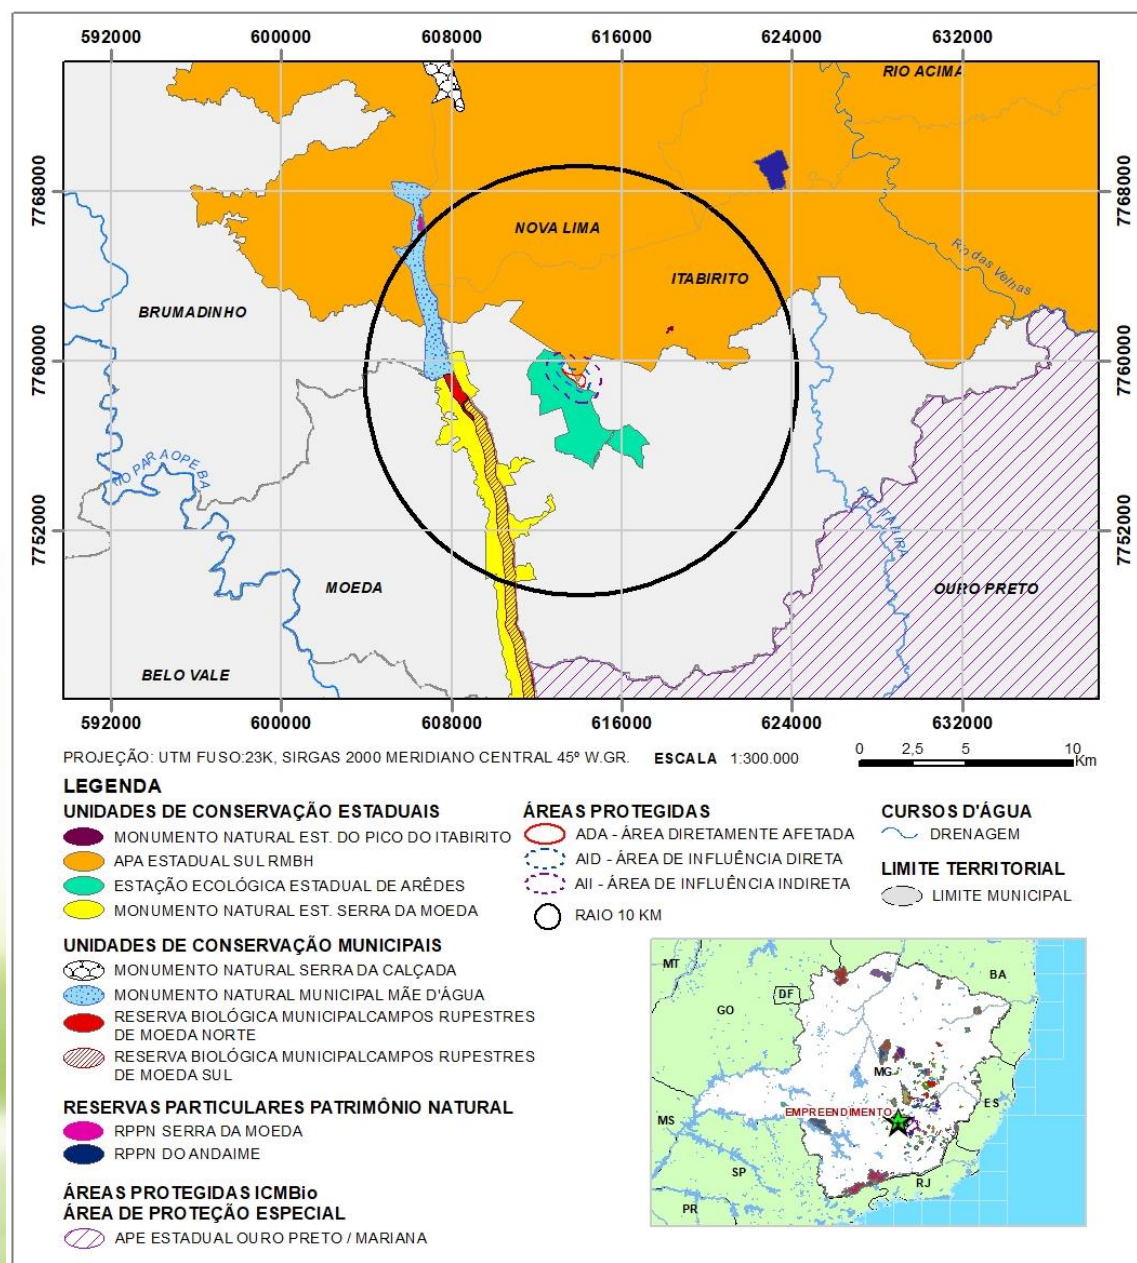 592000 600000 608000 616000 624000 632000
RIO ACIMA
7768000 7768000
NOVA LIMA
Rio das Velhas
ITABIRITO
BRUMADINHO
7760000 7760000
RIO PARAOPEBA
7752000 7752000
MOEDA
OURO PRETO
BELO VALE
592000 600000 608000 616000 624000 632000
PROJEÇÃO: UTM FUSO:23K, SIRGAS 2000 MERIDIANO CENTRAL 45º W.GR. ESCALA 1:300.000
0 2,5 5 10
Km
LEGENDA
UNIDADES DE CONSERVAÇÃO ESTADUAIS
MONUMENTO NATURAL EST. DO PICO DO ITABIRITO
APA ESTADUAL SUL RMBH
ESTAÇÃO ECOLÓGICA ESTADUAL DE ARÊDES
MONUMENTO NATURAL EST. SERRA DA MOEDA
UNIDADES DE CONSERVAÇÃO MUNICIPAIS
MONUMENTO NATURAL SERRA DA CALÇADA
MONUMENTO NATURAL MUNICIPAL MÃE D'ÁGUA
RESERVA BIOLÓGICA MUNICIPALCAMPOS RUPESTRES
DE MOEDA NORTE
RESERVA BIOLÓGICA MUNICIPALCAMPOS RUPESTRES
DE MOEDA SUL
RESERVAS PARTICULARES PATRIMÔNIO NATURAL
RPPN SERRA DA MOEDA
RPPN DO ANDAIME
ÁREAS PROTEGIDAS ICMBio
ÁREA DE PROTEÇÃO ESPECIAL
APE ESTADUAL OURO PRETO / MARIANA
ÁREAS PROTEGIDAS
ADA - ÁREA DIRETAMENTE AFETADA
AID - ÁREA DE INFLUÊNCIA DIRETA
AII - ÁREA DE INFLUÊNCIA INDIRETA
RAIO 10 KM
CURSOS D'ÁGUA
DRENAGEM
LIMITE TERRITORIAL
LIMITE MUNICIPAL
MT
BA
DF
GO
MG
EMPREENDIMENTO
ES
MS
SP
RJ
PR